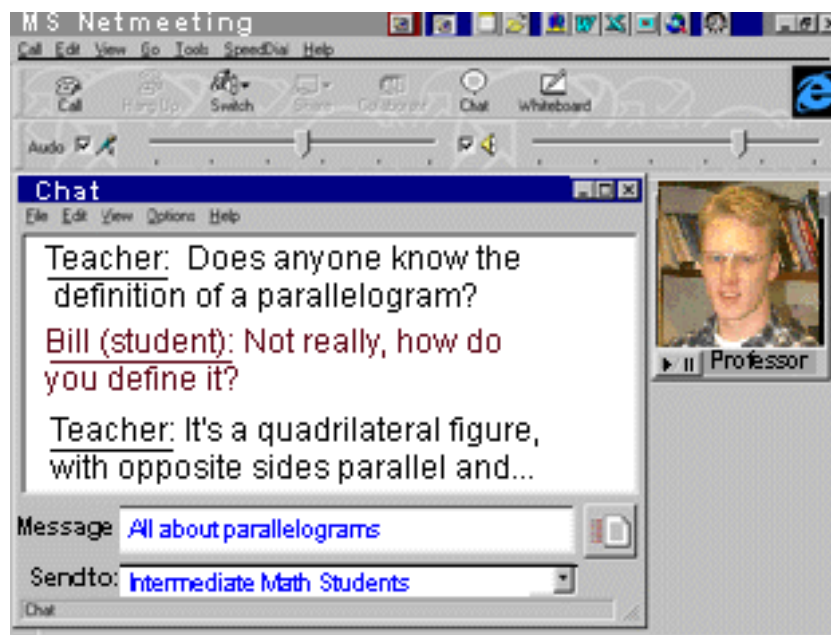 MS Netmeeting
Call Edit View Go Tools SpeedDial Help
Call Hang Up Switch Share Collaborate Chat Whiteboard
Audio
Chat
File Edit View Options Help
Teacher: Does anyone know the
definition of a parallelogram?
Bill (student): Not really, how do
you define it?
Teacher: It's a quadrilateral figure,
with opposite sides parallel and...
Professor
Message All about parallelograms
Sendto: Intermediate Math Students
Chat